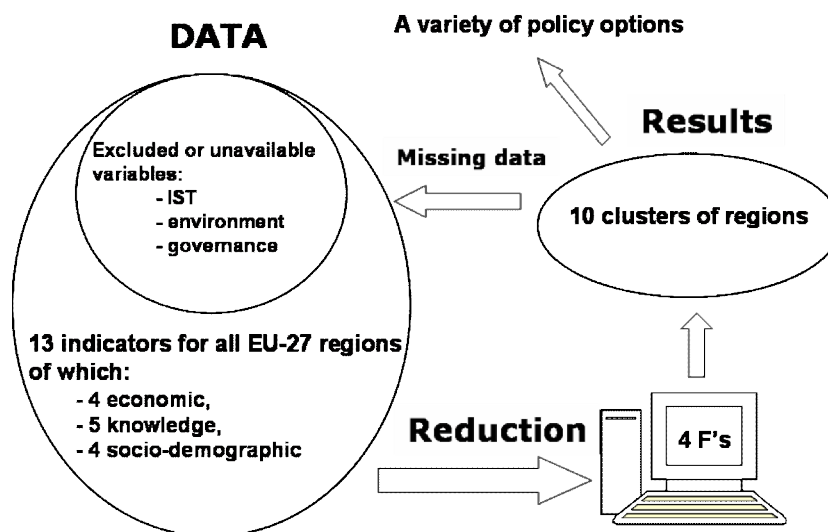 DATA
A variety of policy options
Excluded or unavailable
variables:
- IST
- environment
- governance
Missing data
Results
10 clusters of regions
13 indicators for all EU-27 regions
of which:
- 4 economic,
- 5 knowledge,
- 4 socio-demographic
Reduction
4 F's